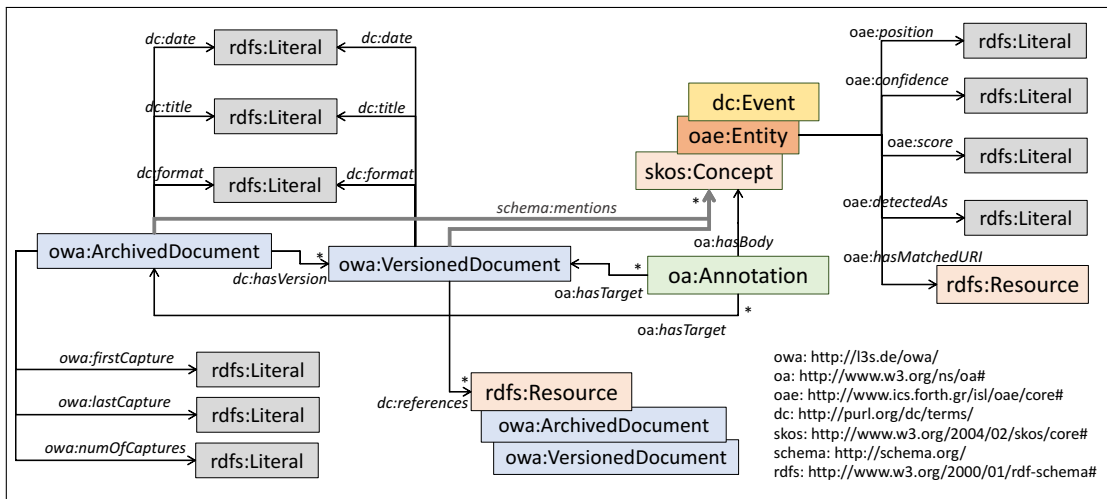 dc:date
rdfs:Literal
dc:date
dc:title
rdfs:Literal
dc:title
dc:format
rdfs:Literal
dc:format
dc:Event
oae:Entity
skos:Concept
*
oae:position
rdfs:Literal
oae:confidence
rdfs:Literal
oae:score
rdfs:Literal
oae:detectedAs
rdfs:Literal
oae:hasMatchedURI
rdfs:Resource
schema:mentions
owa:ArchivedDocument
*
dc:hasVersion
owa:VersionedDocument
oa:hasBody
*
oa:hasTarget
oa:Annotation
oa:hasTarget
*
owa:firstCapture
rdfs:Literal
owa:lastCapture
rdfs:Literal
owa:numOfCaptures
rdfs:Literal
*
dc:references
rdfs:Resource
owa:ArchivedDocument
owa:VersionedDocument
owa: http://l3s.de/owa/
oa: http://www.w3.org/ns/oa#
oae: http://www.ics.forth.gr/isl/oae/core#
dc: http://purl.org/dc/terms/
skos: http://www.w3.org/2004/02/skos/core#
schema: http://schema.org/
rdfs: http://www.w3.org/2000/01/rdf-schema#